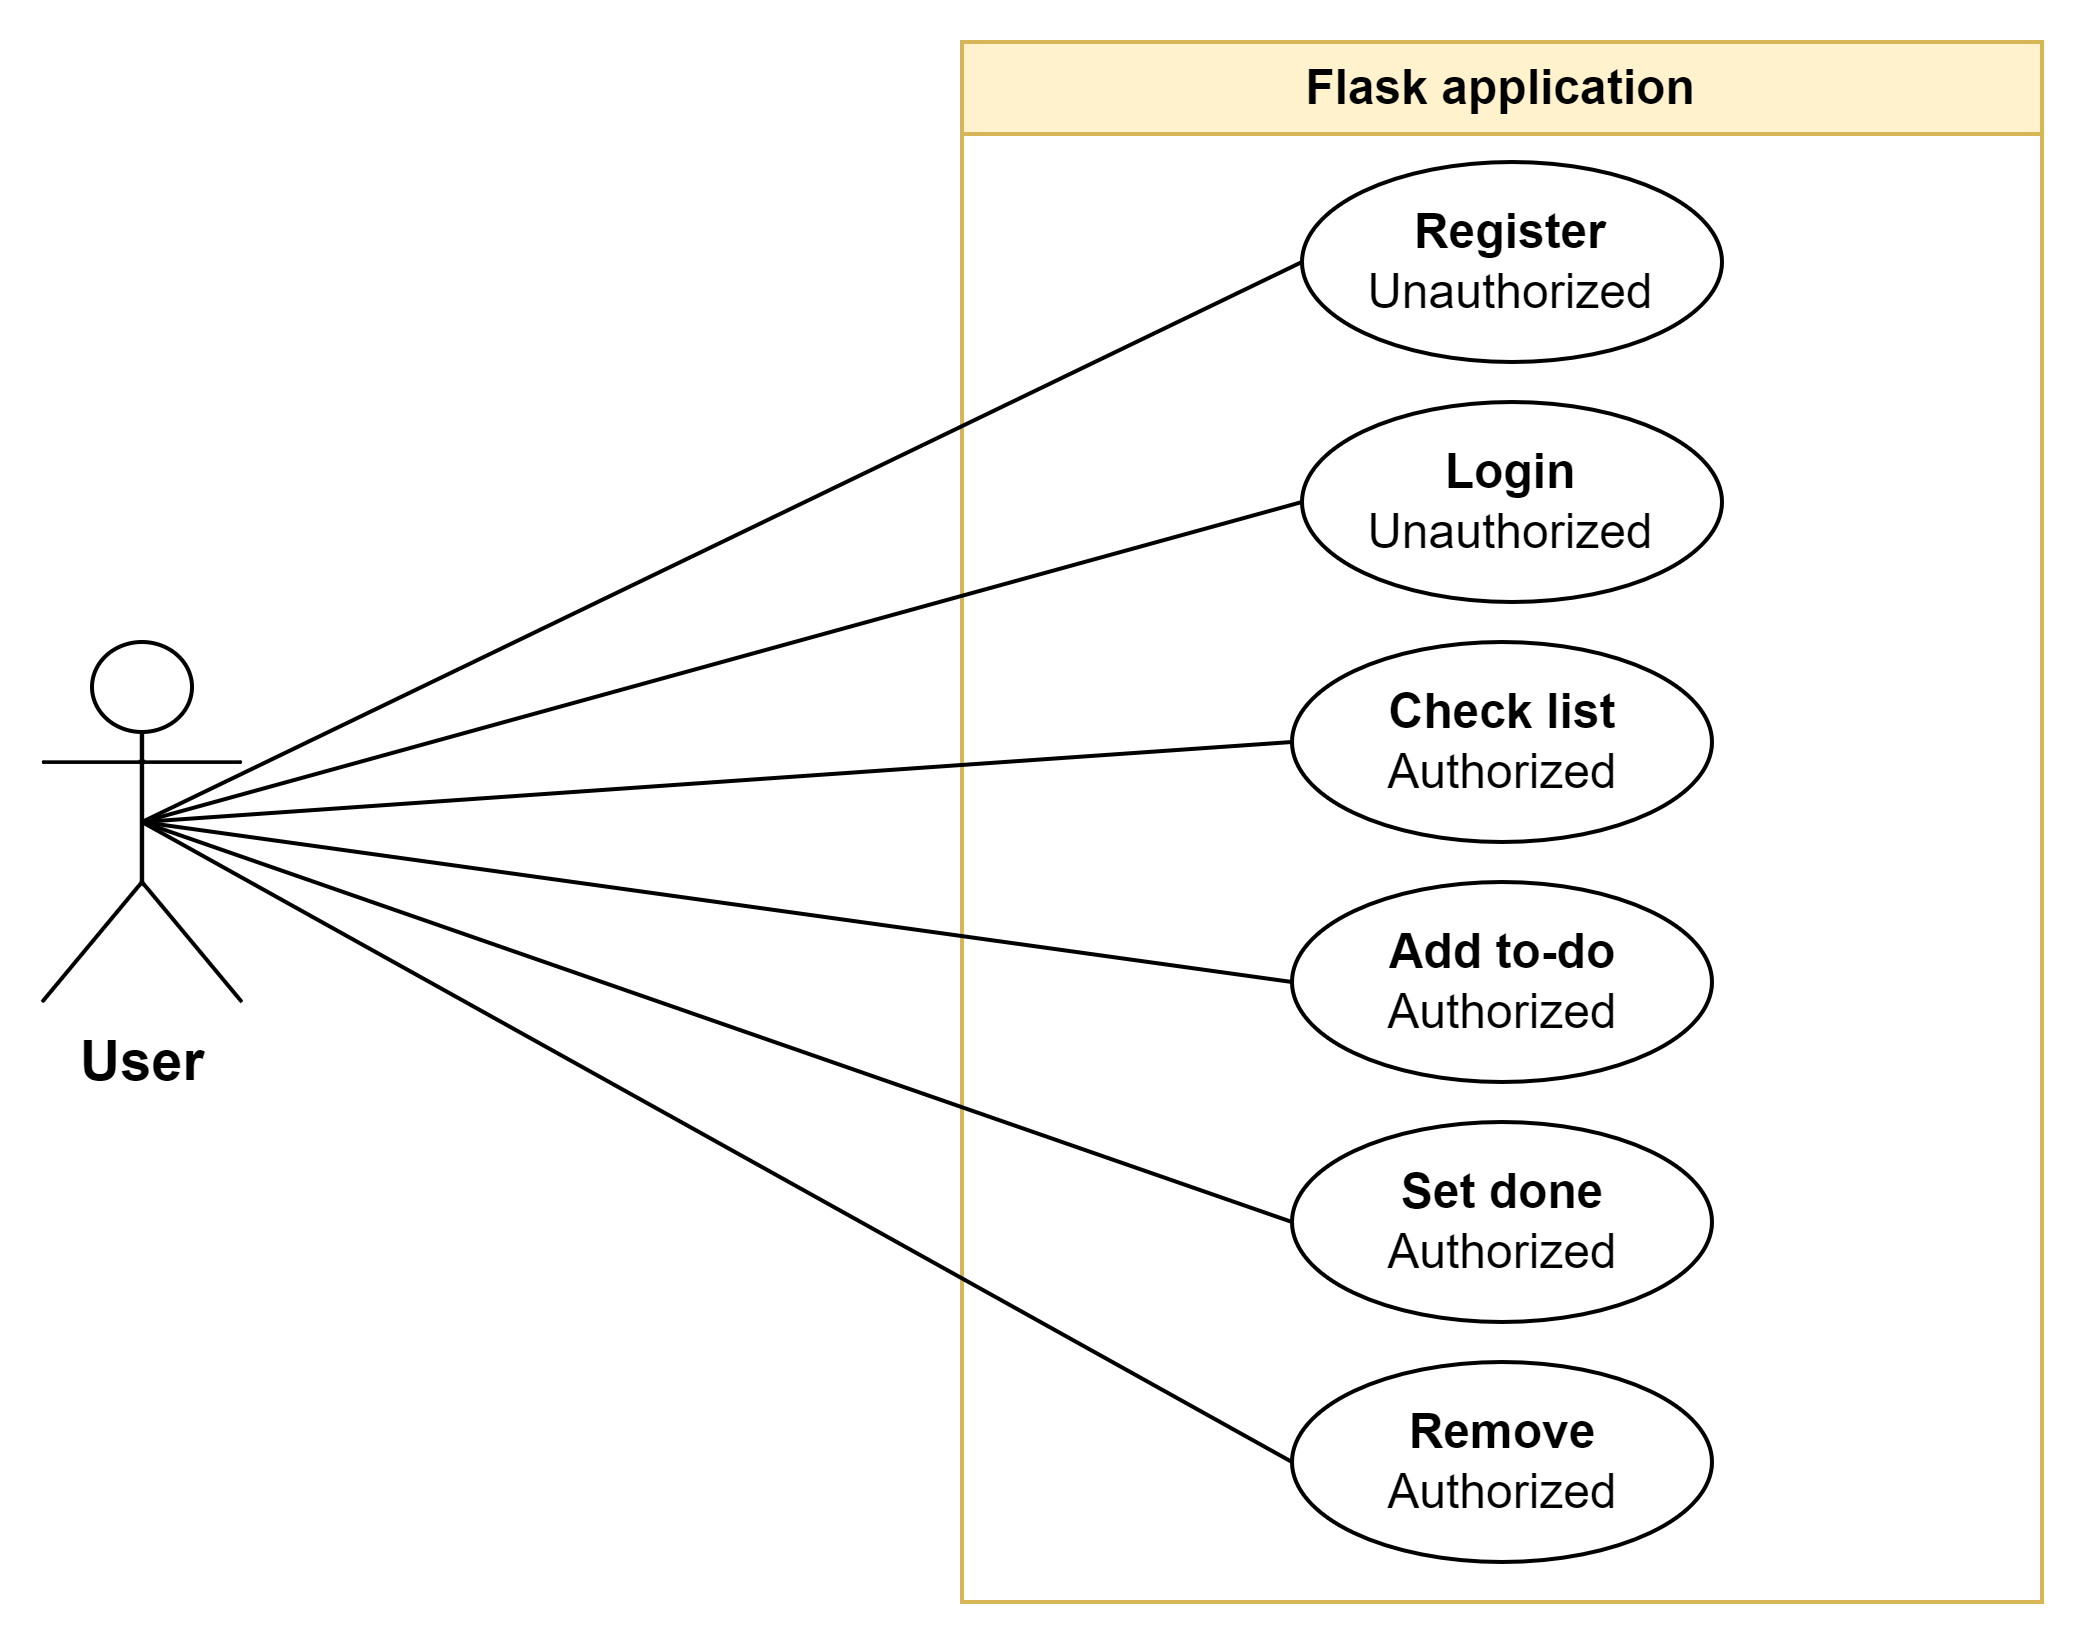 Flask application
Register
Unauthorized
Login
Unauthorized
Check list
Authorized
Add to-do
Authorized
Set done
Authorized
Remove
Authorized
User